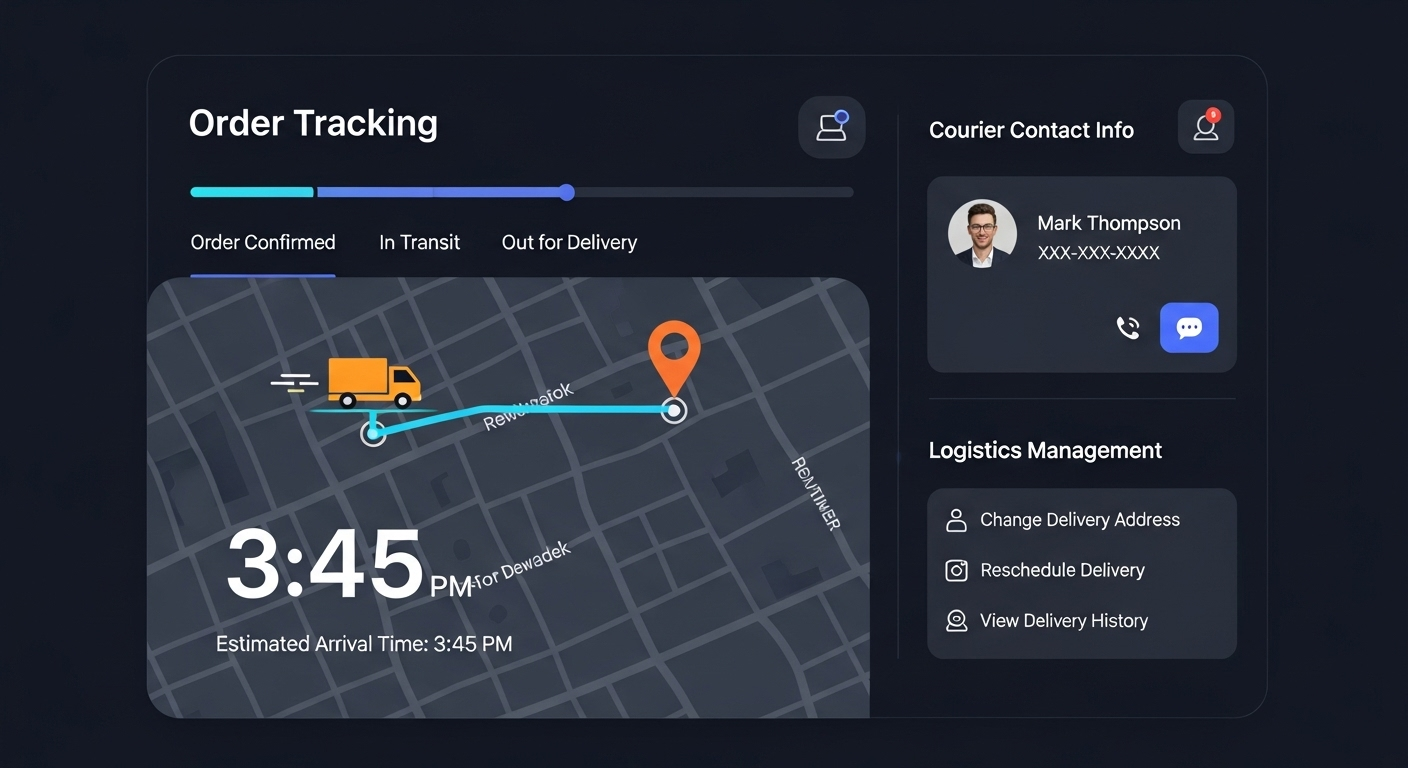 Order Tracking
Order Confirmed
In Transit
Out for Delivery
3:45 PM
for Dewadek
Estimated Arrival Time: 3:45 PM
Courier Contact Info
Mark Thompson
XXX-XXX-XXXX
Logistics Management
Change Delivery Address
Reschedule Delivery
View Delivery History